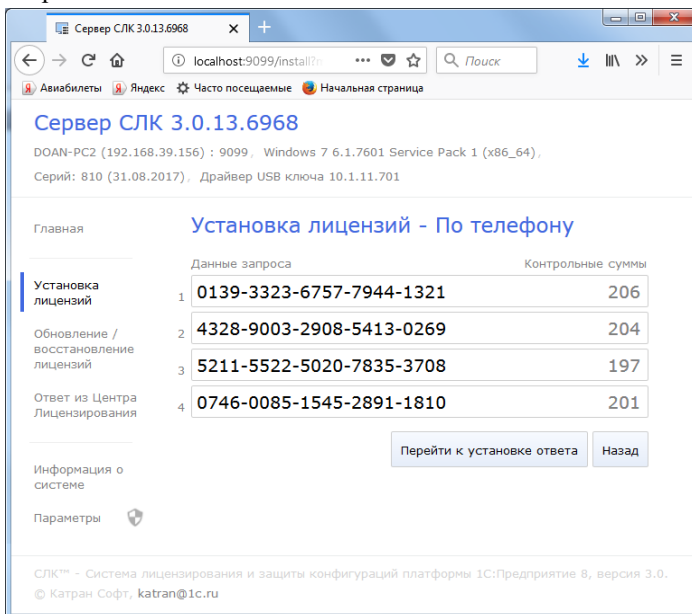 Сервер СЛК 3.0.13.6968
localhost:9099/install?
Поиск
Авиабилеты Яндекс Часто посещаемые Начальная страница
Сервер СЛК 3.0.13.6968
DOAN-PC2 (192.168.39.156) : 9099, Windows 7 6.1.7601 Service Pack 1 (x86_64),
Серий: 810 (31.08.2017), Драйвер USB ключа 10.1.11.701
Главная
Установка лицензий
Обновление / восстановление лицензий
Ответ из Центра Лицензирования
Информация о системе
Параметры
Установка лицензий - По телефону
Данные запроса Контрольные суммы
1 0139-3323-6757-7944-1321 206
2 4328-9003-2908-5413-0269 204
3 5211-5522-5020-7835-3708 197
4 0746-0085-1545-2891-1810 201
Перейти к установке ответа Назад
СЛК™ - Система лицензирования и защиты конфигураций платформы 1С:Предприятие 8, версия 3.0.
© Катран Софт, katran@1c.ru